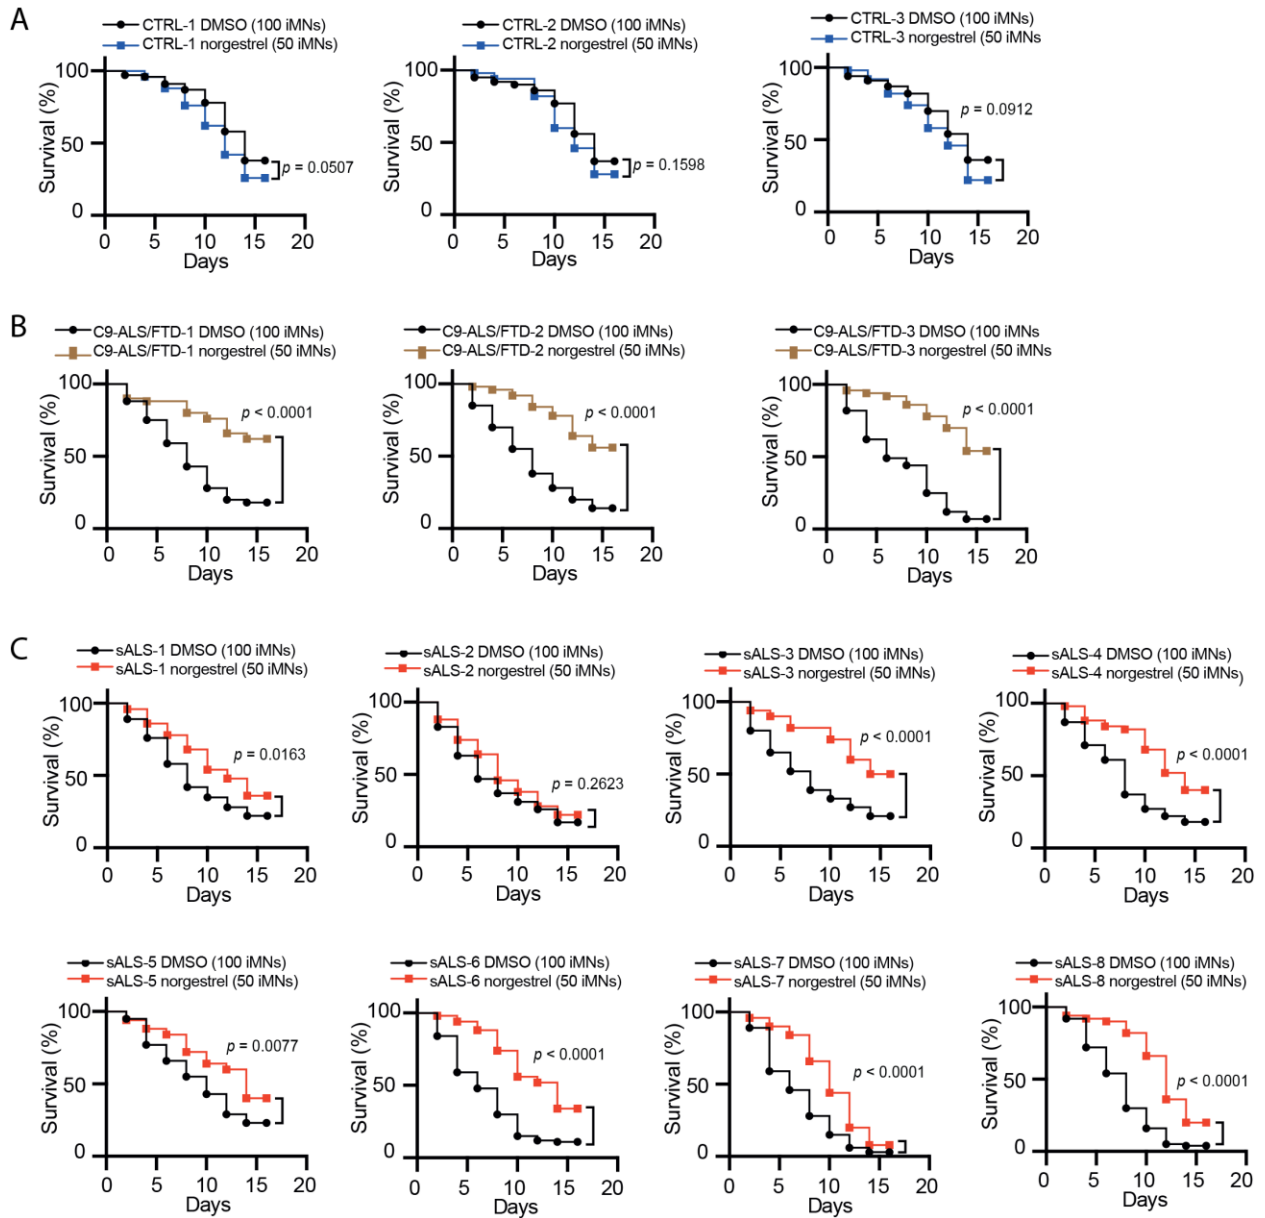 A
CTRL-1 DMSO (100 iMNs)
CTRL-1 norgestrel (50 iMNs)
Survival (%)
100
50
0
p = 0.0507
0 5 10 15 20
Days
CTRL-2 DMSO (100 iMNs)
CTRL-2 norgestrel (50 iMNs)
Survival (%)
100
50
0
p = 0.1598
0 5 10 15 20
Days
CTRL-3 DMSO (100 iMNs)
CTRL-3 norgestrel (50 iMNs
Survival (%)
100
50
0
p = 0.0912
0 5 10 15 20
Days
B
C9-ALS/FTD-1 DMSO (100 iMNs)
C9-ALS/FTD-1 norgestrel (50 iMNs)
Survival (%)
100
50
0
p < 0.0001
0 5 10 15 20
Days
C9-ALS/FTD-2 DMSO (100 iMNs)
C9-ALS/FTD-2 norgestrel (50 iMNs)
Survival (%)
100
50
0
p < 0.0001
0 5 10 15 20
Days
C9-ALS/FTD-3 DMSO (100 iMNs)
C9-ALS/FTD-3 norgestrel (50 iMNs
Survival (%)
100
50
0
p < 0.0001
0 5 10 15 20
Days
C
sALS-1 DMSO (100 iMNs)
sALS-1 norgestrel (50 iMNs)
Survival (%)
100
50
0
p = 0.0163
0 5 10 15 20
Days
sALS-2 DMSO (100 iMNs)
sALS-2 norgestrel (50 iMNs)
Survival (%)
100
50
0
p = 0.2623
0 5 10 15 20
Days
sALS-3 DMSO (100 iMNs)
sALS-3 norgestrel (50 iMNs)
Survival (%)
100
50
0
p < 0.0001
0 5 10 15 20
Days
sALS-4 DMSO (100 iMNs)
sALS-4 norgestrel (50 iMNs)
Survival (%)
100
50
0
p < 0.0001
0 5 10 15 20
Days
sALS-5 DMSO (100 iMNs)
sALS-5 norgestrel (50 iMNs)
Survival (%)
100
50
0
p = 0.0077
0 5 10 15 20
Days
sALS-6 DMSO (100 iMNs)
sALS-6 norgestrel (50 iMNs)
Survival (%)
100
50
0
p < 0.0001
0 5 10 15 20
Days
sALS-7 DMSO (100 iMNs)
sALS-7 norgestrel (50 iMNs)
Survival (%)
100
50
0
p < 0.0001
0 5 10 15 20
Days
sALS-8 DMSO (100 iMNs)
sALS-8 norgestrel (50 iMNs)
Survival (%)
100
50
0
p < 0.0001
0 5 10 15 20
Days